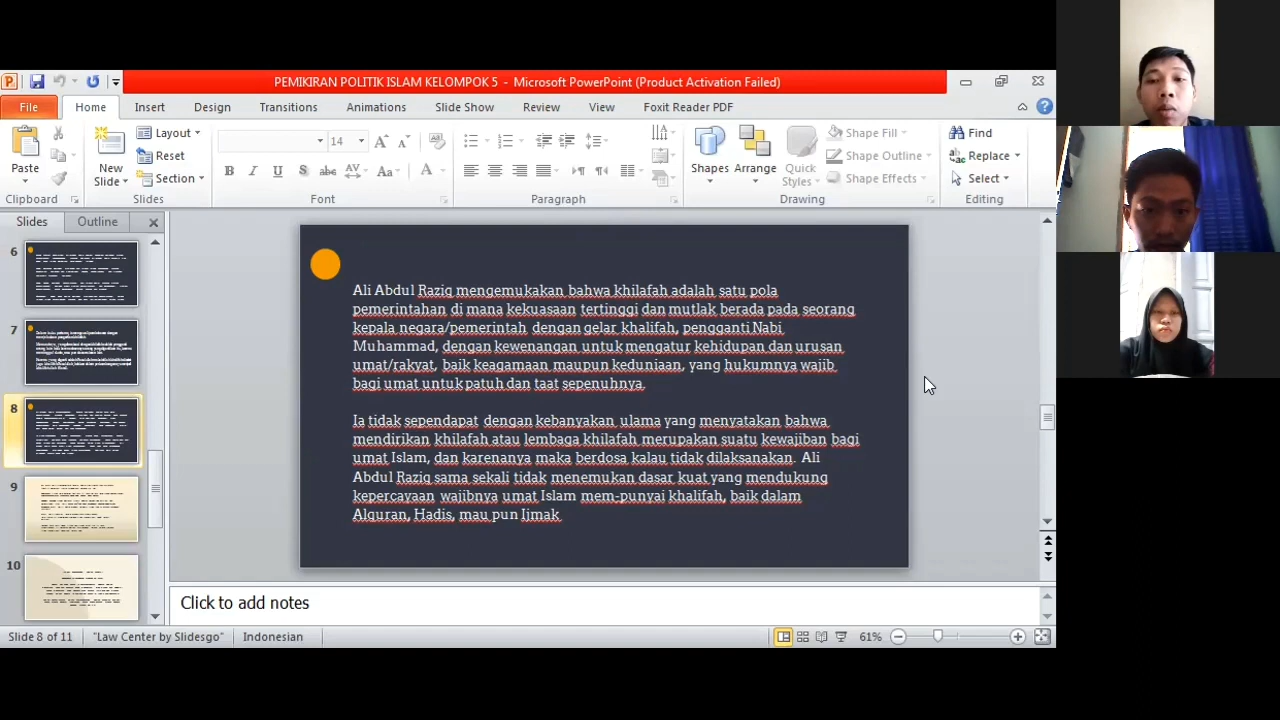 PEMIKIRAN POLITIK ISLAM KELOMPOK 5 - Microsoft PowerPoint (Product Activation Failed)
File Home Insert Design Transitions Animations Slide Show Review View Foxit Reader PDF
Paste
New Slide
Layout
Reset
Section
14
Shapes
Arrange
Quick Styles
Shape Fill
Shape Outline
Shape Effects
Find
Replace
Select
Clipboard Slides Font Paragraph Drawing Editing
Slides Outline
6
7
8
9
10
Ali Abdul Raziq mengemukakan bahwa khilafah adalah satu pola
pemerintahan di mana kekuasaan tertinggi dan mutlak berada pada seorang
kepala negara/pemerintah dengan gelar khalifah, pengganti Nabi
Muhammad, dengan kewenangan untuk mengatur kehidupan dan urusan
umat/rakyat, baik keagamaan maupun keduniaan, yang hukumnya wajib
bagi umat untuk patuh dan taat sepenuhnya.
Ia tidak sependapat dengan kebanyakan ulama yang menyatakan bahwa
mendirikan khilafah atau lembaga khilafah merupakan suatu kewajiban bagi
umat Islam, dan karenanya maka berdosa kalau tidak dilaksanakan. Ali
Abdul Raziq sama sekali tidak menemukan dasar kuat yang mendukung
kepercayaan wajibnya umat Islam mem-punyai khalifah, baik dalam
Alquran, Hadis, mau pun Ijmak
Click to add notes
Slide 8 of 11 "Law Center by Slidesgo" Indonesian 61%